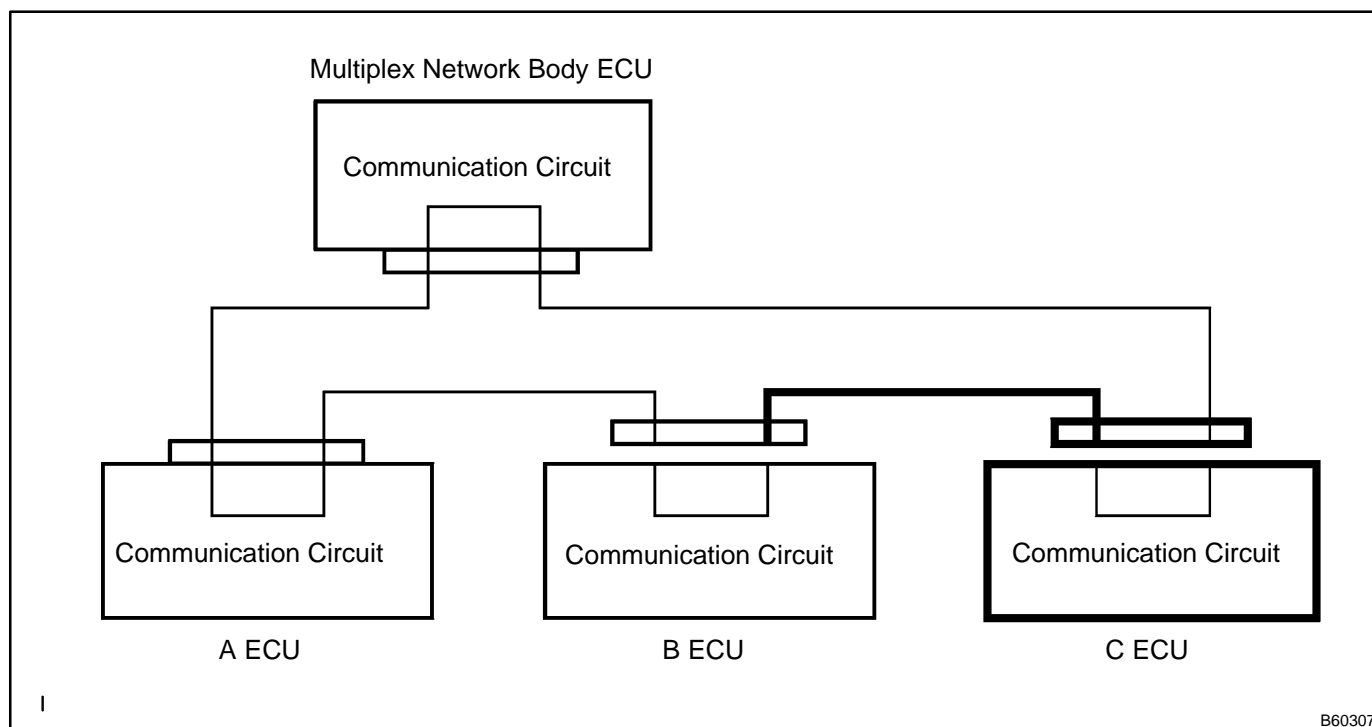 Multiplex Network Body ECU
Communication Circuit
Communication Circuit
Communication Circuit
Communication Circuit
A ECU
B ECU
C ECU
I
B60307